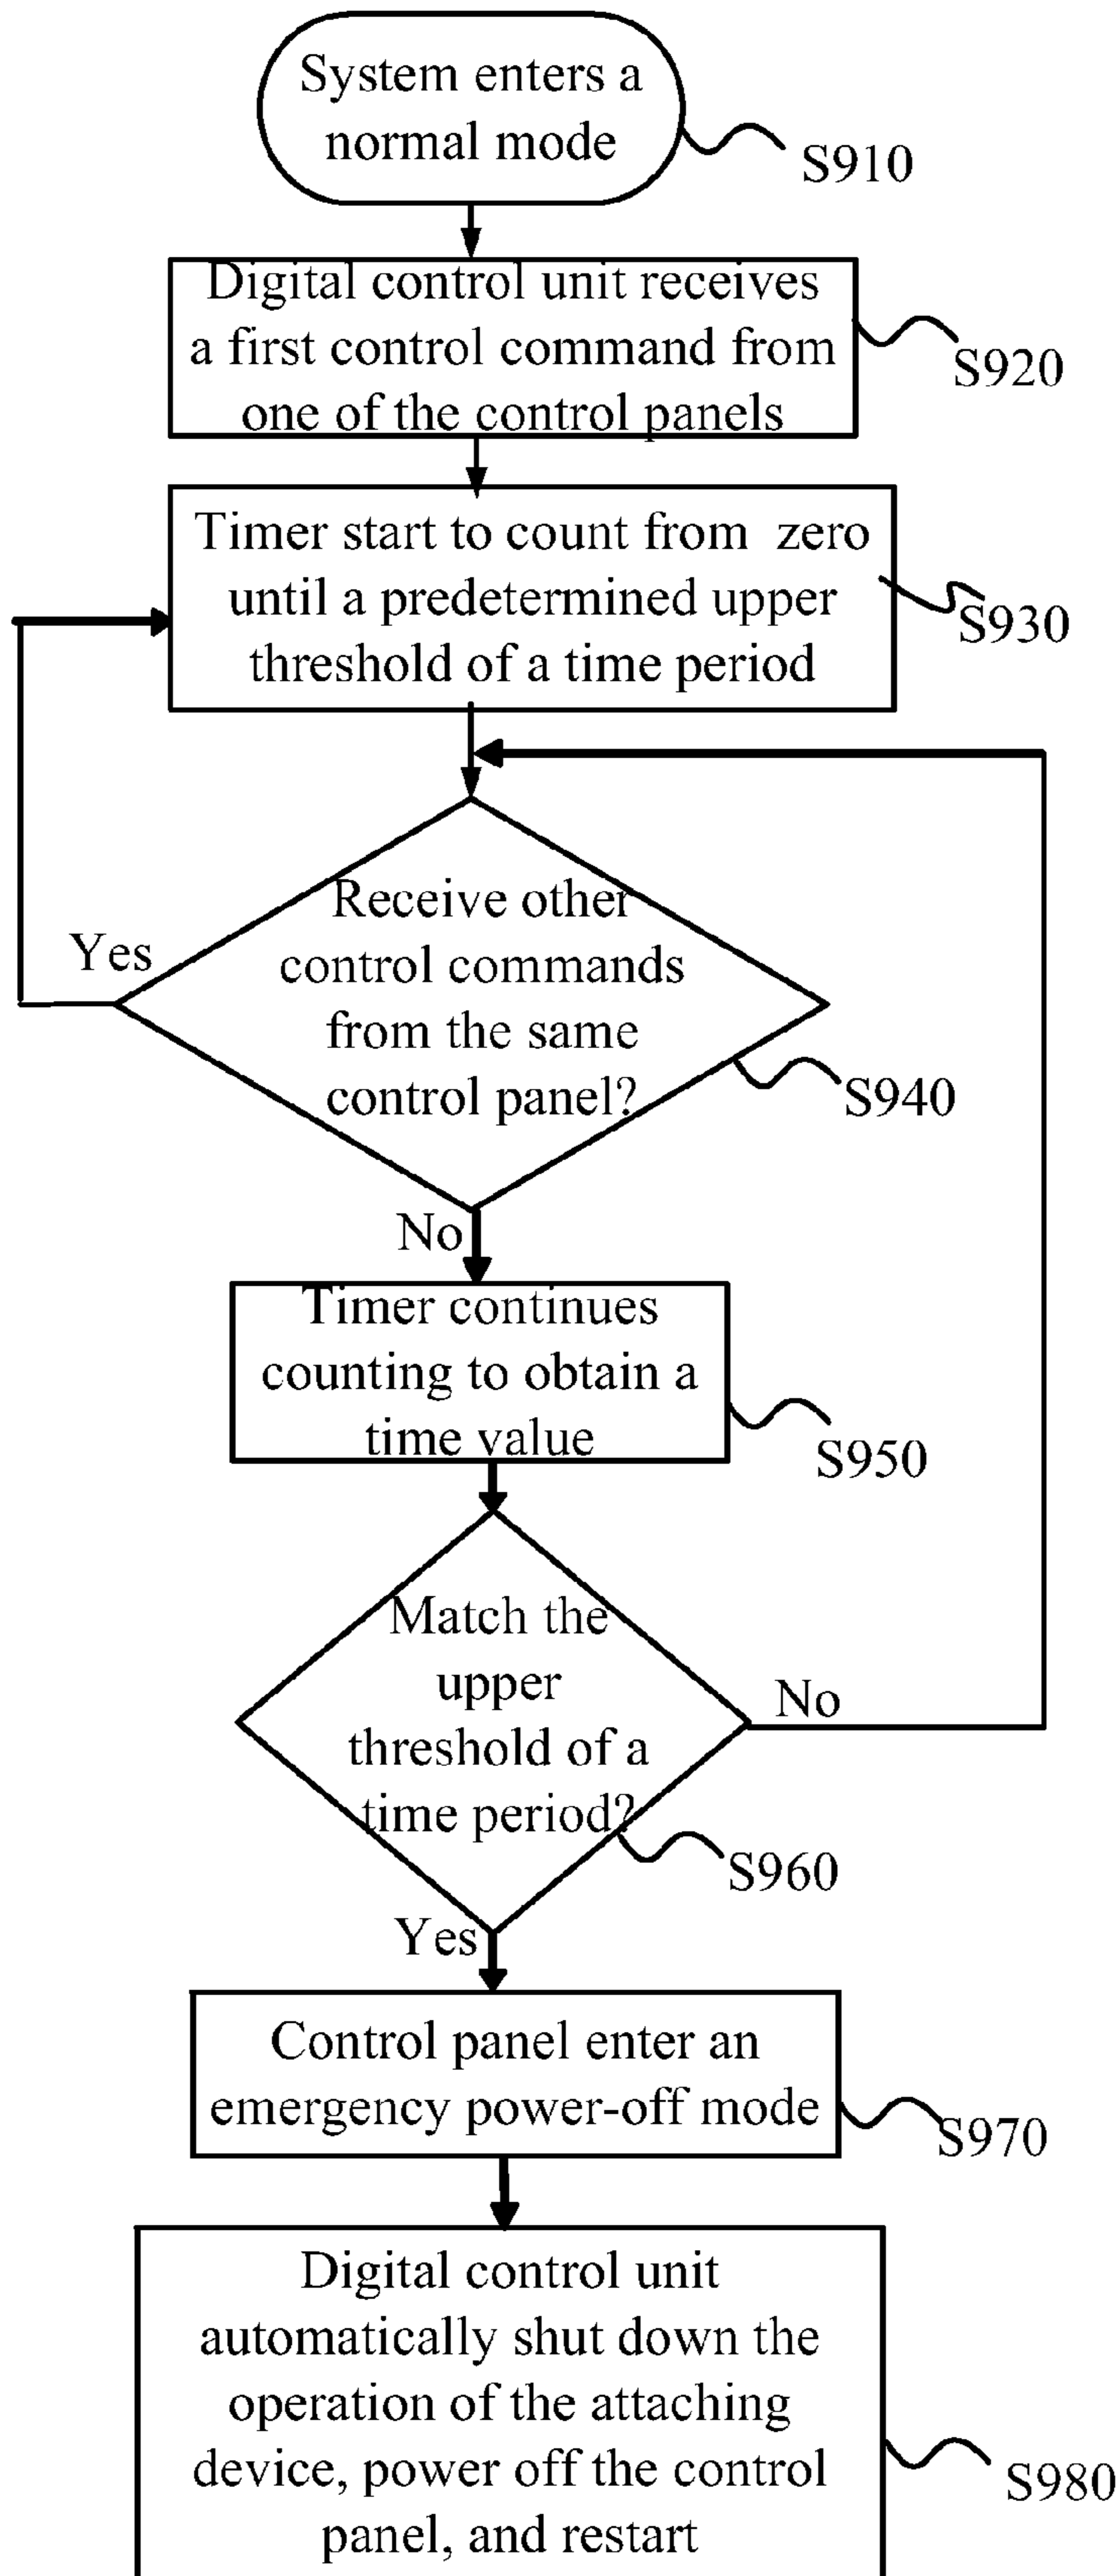 System enters a
normal mode
S910
Digital control unit receives
a first control command from
one of the control panels
S920
Timer start to count from zero
until a predetermined upper
threshold of a time period
S930
Receive other
control commands
from the same
control panel?
Yes
S940
No
Timer continues
counting to obtain a
time value
S950
Match the
upper
threshold of a
time period?
No
S960
Yes
Control panel enter an
emergency power-off mode
S970
Digital control unit
automatically shut down the
operation of the attaching
device, power off the control
panel, and restart
S980